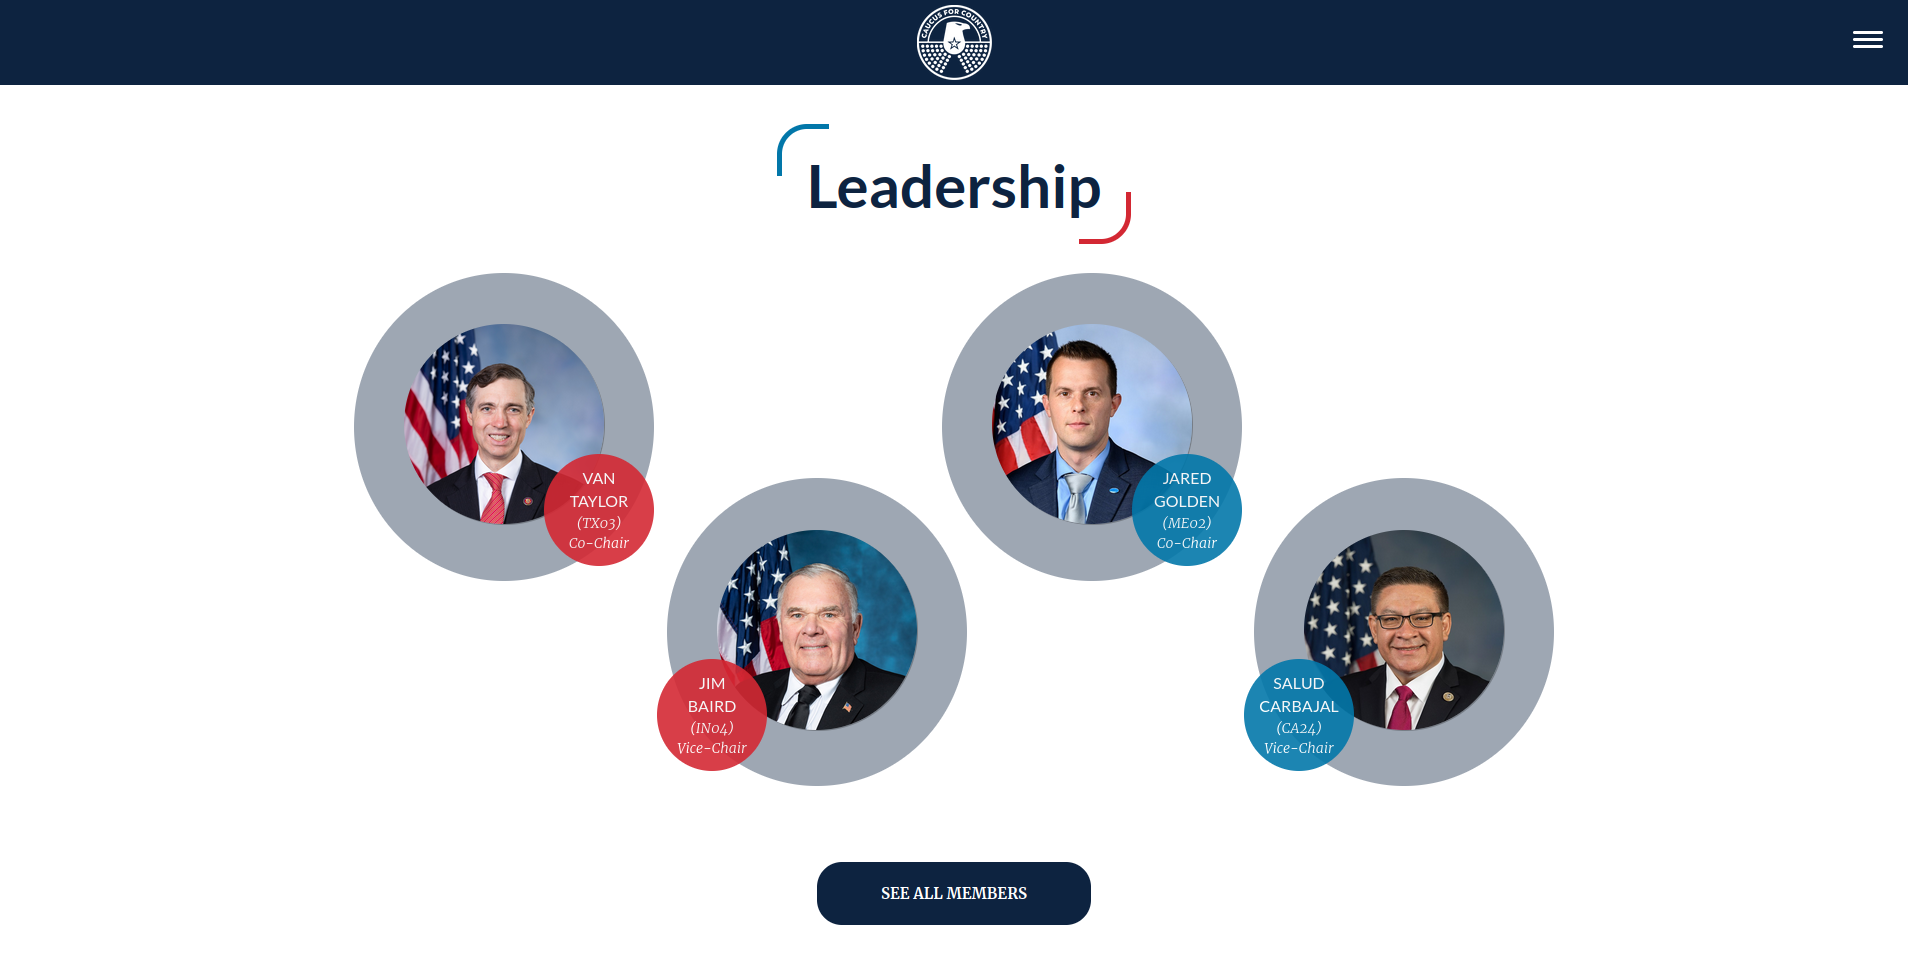 CAUCUS FOR COUNTRY
Leadership
VAN
TAYLOR
(TX03)
Co-Chair
JARED
GOLDEN
(ME02)
Co-Chair
JIM
BAIRD
(IN04)
Vice-Chair
SALUD
CARBAJAL
(CA24)
Vice-Chair
SEE ALL MEMBERS